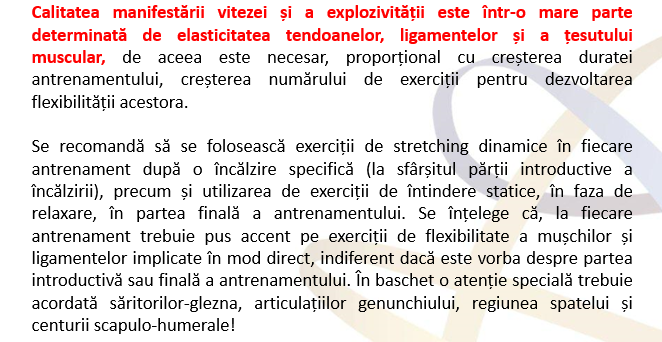 Calitatea manifestării vitezei și a explozivității este într-o mare parte
determinată de elasticitatea tendoanelor, ligamentelor și a țesutului
muscular, de aceea este necesar, proporțional cu creșterea duratei
antrenamentului, creșterea numărului de exerciții pentru dezvoltarea
flexibilității acestora.
Se recomandă să se folosească exerciții de stretching dinamice în fiecare
antrenament după o încălzire specifică (la sfârșitul părții introductive a
încălzirii), precum și utilizarea de exerciții de întindere statice, în faza de
relaxare, în partea finală a antrenamentului. Se înțelege că, la fiecare
antrenament trebuie pus accent pe exerciții de flexibilitate a mușchilor și
ligamentelor implicate în mod direct, indiferent dacă este vorba despre partea
introductivă sau finală a antrenamentului. În baschet o atenție specială trebuie
acordată săritorilor-glezna, articulațiilor genunchiului, regiunea spatelui și
centurii scapulo-humerale!